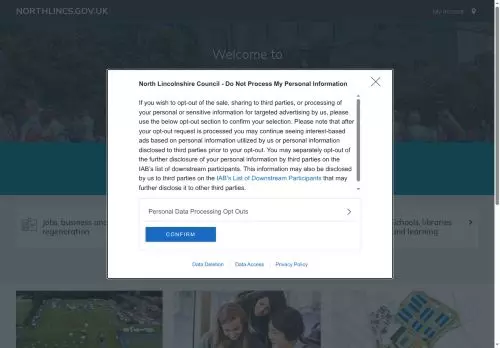 NORTHLINCS.GOV.UK
My Account
Welcome to
North Lincolnshire Council - Do Not Process My Personal Information
If you wish to opt-out of the sale, sharing to third parties, or processing of
your personal or sensitive information for targeted advertising by us, please
use the below opt-out section to confirm your selection. Please note that after
your opt-out request is processed you may continue seeing interest-based
ads based on personal information utilized by us or personal information
disclosed to third parties prior to your opt-out. You may separately opt-out of
the further disclosure of your personal information by third parties on the
IAB's list of downstream participants. This information may also be disclosed
by us to third parties on the IAB's List of Downstream Participants that may
further disclose it to other third parties.
Personal Data Processing Opt Outs
CONFIRM
Data Deletion
Data Access
Privacy Policy
Jobs, business and
regeneration
Schools, libraries
and learning